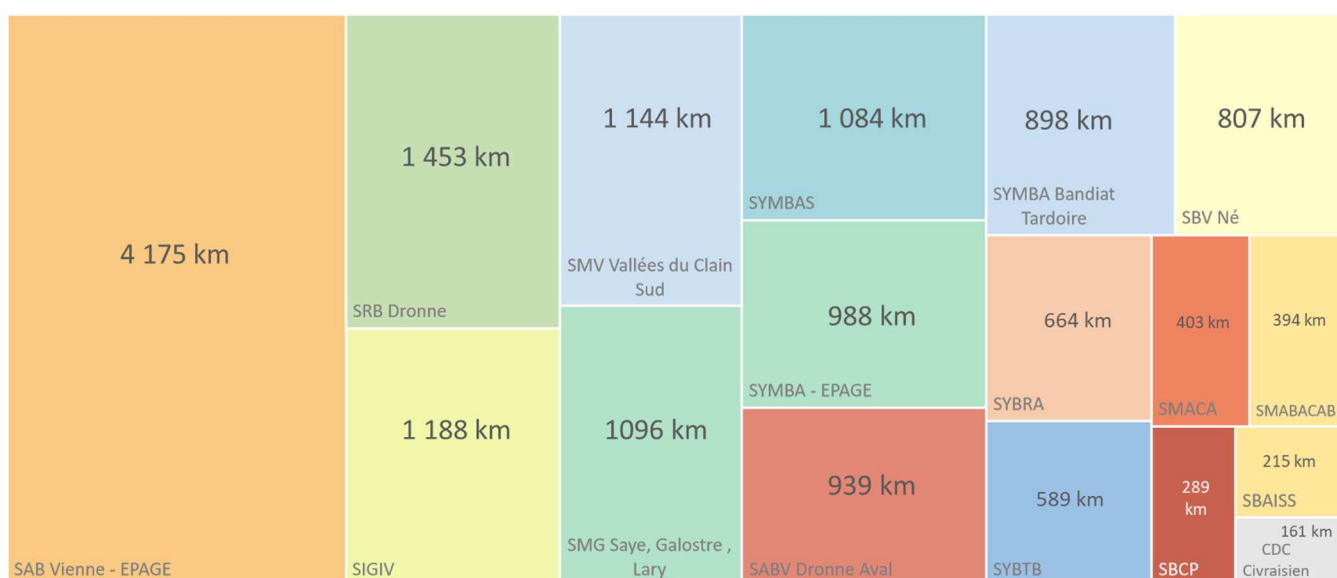 4 175 km
SAB Vienne - EPAGE
1 453 km
SRB Dronne
1 188 km
SIGIV
1 144 km
SMV Vallées du Clain
Sud
1096 km
SMG Saye, Galostre ,
Lary
1 084 km
SYMBAS
988 km
SYMBA - EPAGE
939 km
SABV Dronne Aval
898 km
SYMBA Bandiat
Tardoire
807 km
SBV Né
664 km
SYBRA
589 km
SYBTB
403 km
SMACA
394 km
SMABACAB
289
km
SBCP
215 km
SBAISS
161 km
CDC
Civraisien